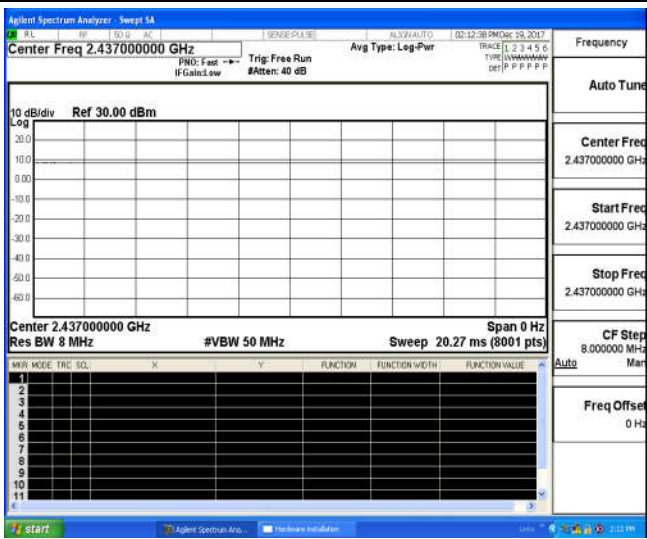 Agilent Spectrum Analyzer - Swept SA
RL RF 50 Ω AC SENSE:PULSE ALIGN AUTO 02:12:38 PM Dec 19, 2017
Center Freq 2.437000000 GHz
PNO: Fast
IFGain:Low
Trig: Free Run
#Atten: 40 dB
Avg Type: Log-Pwr
TRACE 1 2 3 4 5 6
TYPE
DET P P P P P P
10 dB/div Ref 30.00 dBm
Log
20.0
10.0
0.00
-10.0
-20.0
-30.0
-40.0
-50.0
-60.0
Center 2.437000000 GHz Span 0 Hz
Res BW 8 MHz #VBW 50 MHz Sweep 20.27 ms (8001 pts)
MKR MODE TRC SCL X Y FUNCTION FUNCTION WIDTH FUNCTION VALUE
1
2
3
4
5
6
7
8
9
10
11
Frequency
Auto Tune
Center Freq
2.437000000 GHz
Start Freq
2.437000000 GHz
Stop Freq
2.437000000 GHz
CF Step
8.000000 MHz
Auto Man
Freq Offset
0 Hz
start Agilent Spectrum Ana... Hardware Installation Links 2:12 PM